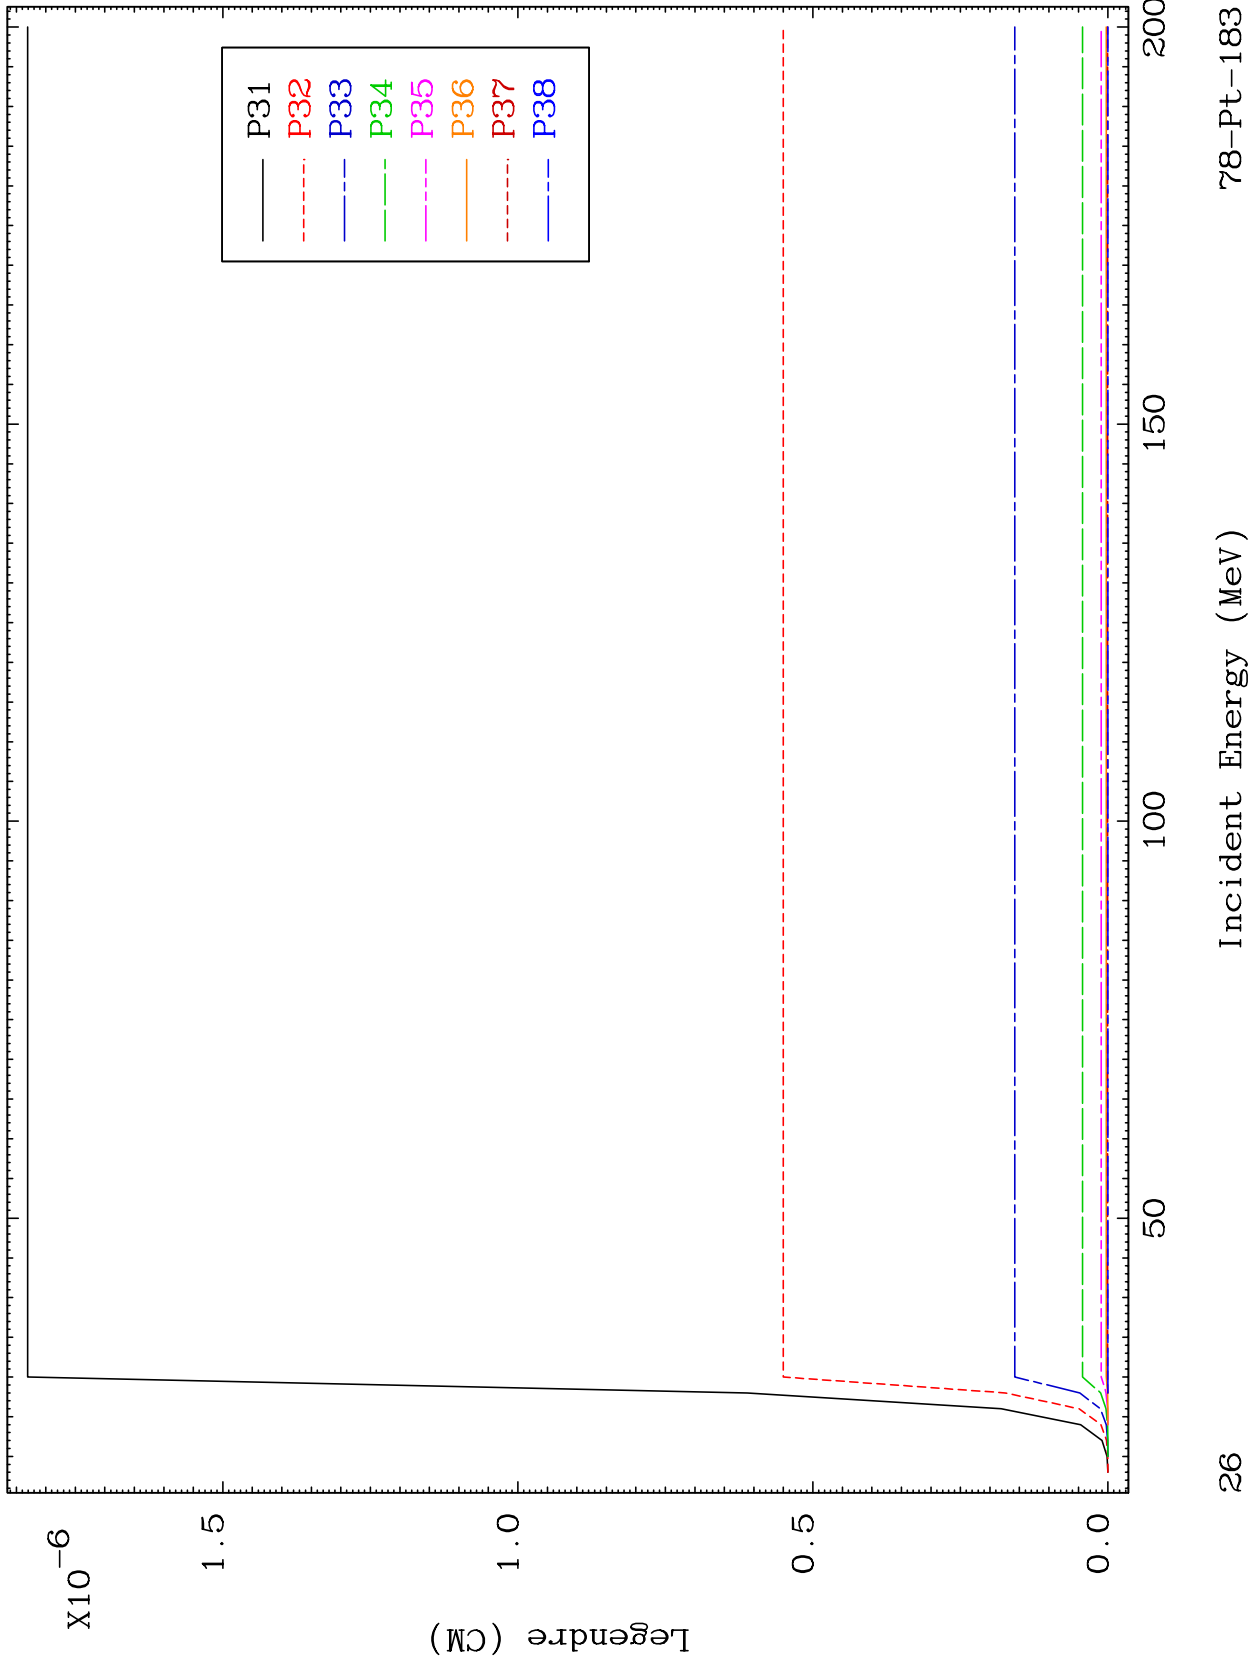 X10-6
1.5
1.0
0.5
0.0
Legendre (CM)
P31
P32
P33
P34
P35
P36
P37
P38
50
100
150
200
26
Incident Energy (MeV)
78-Pt-183